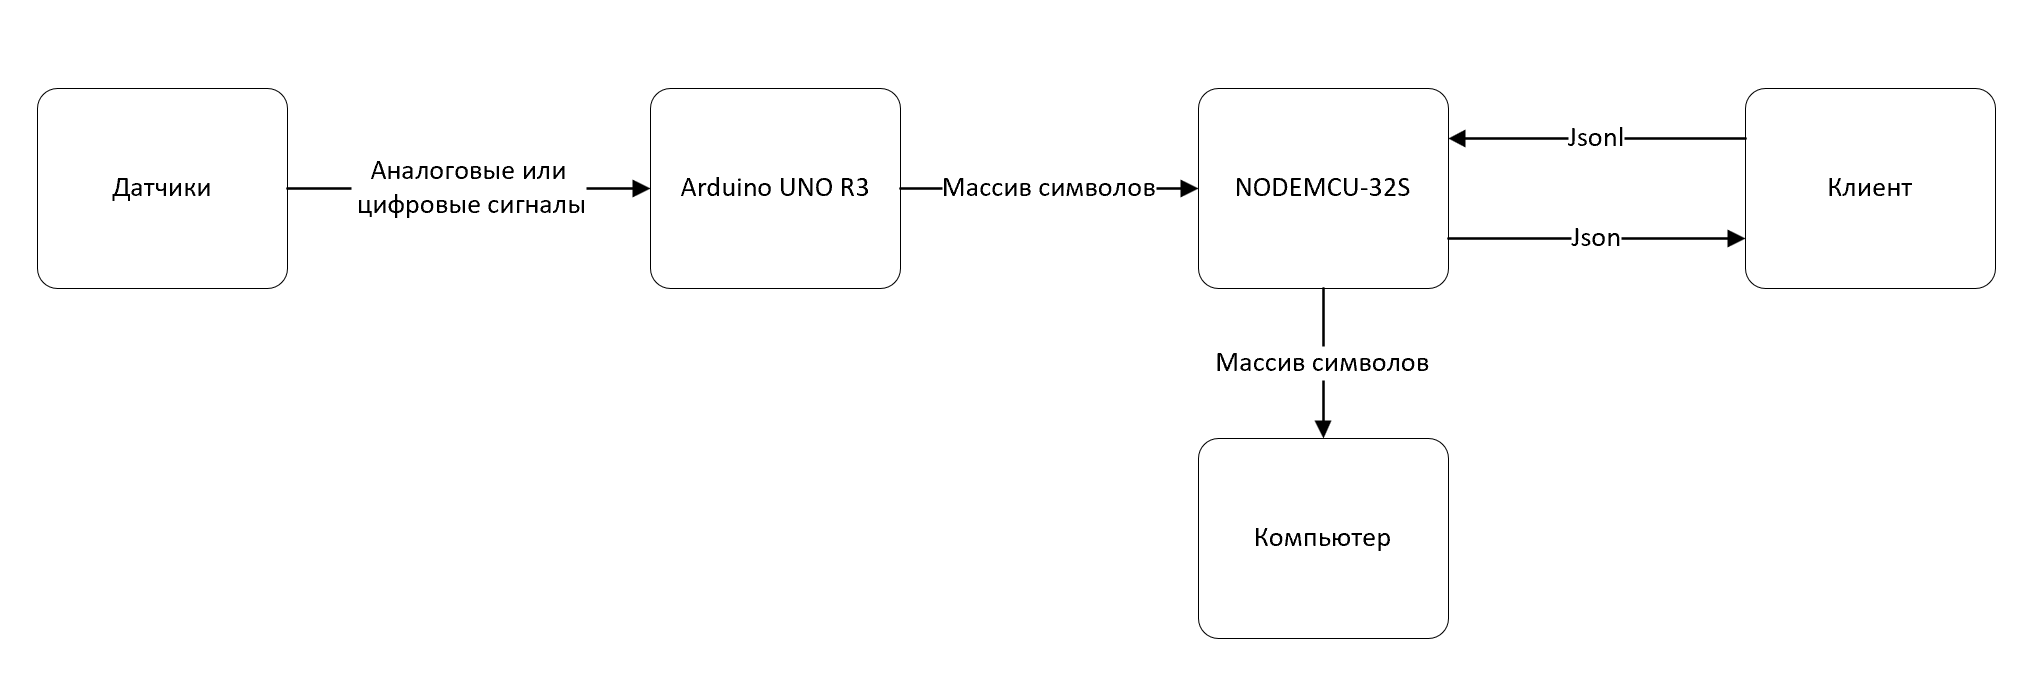 Датчики
Аналоговые или
цифровые сигналы
Arduino UNO R3
Массив символов
NODEMCU-32S
Jsonl
Json
Клиент
Массив символов
Компьютер